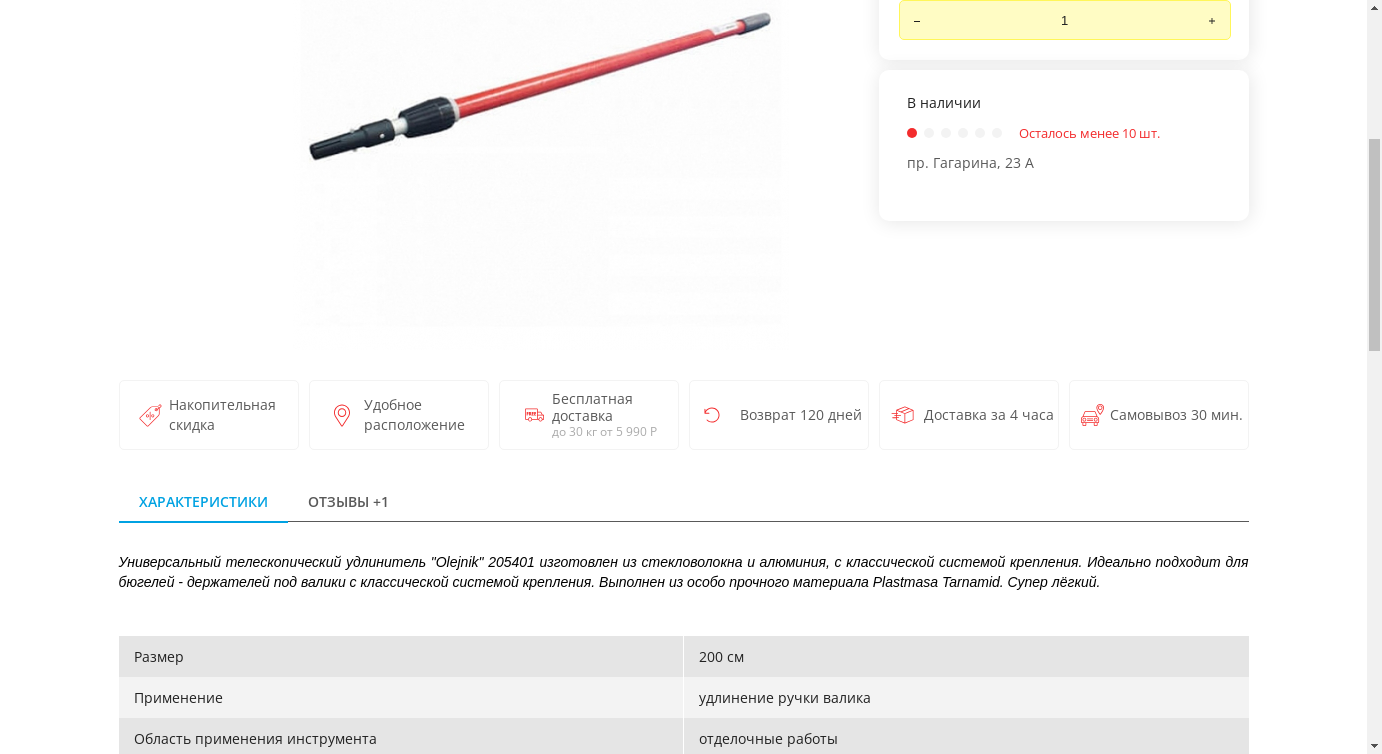 – 1 +
В наличии
Осталось менее 10 шт.
пр. Гагарина, 23 А
Накопительная
скидка
Удобное
расположение
Бесплатная
доставка
до 30 кг от 5 990 Р
Возврат 120 дней
Доставка за 4 часа
Самовывоз 30 мин.
ХАРАКТЕРИСТИКИ ОТЗЫВЫ +1
Универсальный телескопический удлинитель "Olejnik" 205401 изготовлен из стекловолокна и алюминия, с классической системой крепления. Идеально подходит для
бюгелей - держателей под валики с классической системой крепления. Выполнен из особо прочного материала Plastmasa Tarnamid. Супер лёгкий.
Размер 200 см
Применение удлинение ручки валика
Область применения инструмента отделочные работы